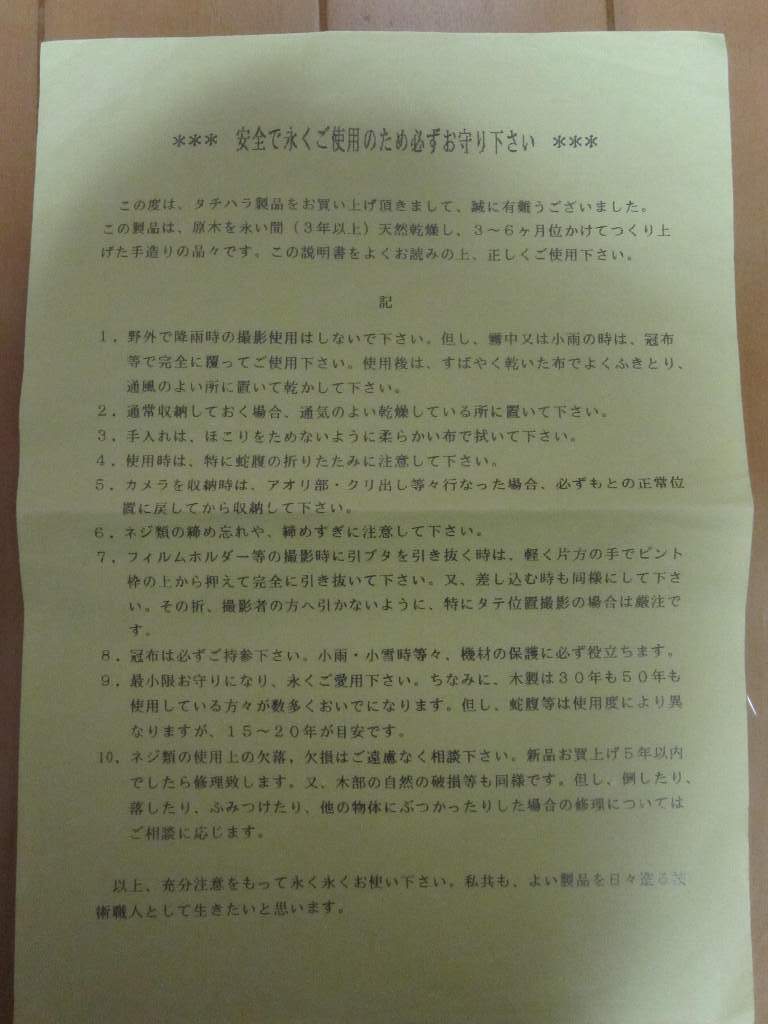 *** 安全で永くご使用のため必ずお守り下さい ***
この度は、タチハラ製品をお買い上げ頂きまして、誠に有難うございました。
この製品は、原木を永い間（３年以上）天然乾燥し、３〜６ヶ月位かけてつくり上
げた手造りの品々です。この説明書をよくお読みの上、正しくご使用下さい。
記
１．野外で降雨時の撮影使用はしないで下さい。但し、霧中又は小雨の時は、冠布
等で完全に覆ってご使用下さい。使用後は、すばやく乾いた布でよくふきとり、
通風のよい所に置いて乾かして下さい。
２．通常収納しておく場合、通気のよい乾燥している所に置いて下さい。
３．手入れは、ほこりをためないように柔らかい布で拭いて下さい。
４．使用時は、特に蛇腹の折りたたみに注意して下さい。
５．カメラを収納時は、アオリ部・クリ出し等々行なった場合、必ずもとの正常位
置に戻してから収納して下さい。
６．ネジ類の締め忘れや、締めすぎに注意して下さい。
７．フィルムホルダー等の撮影時に引ブタを引き抜く時は、軽く片方の手でピント
枠の上から抑えて完全に引き抜いて下さい。又、差し込む時も同様にして下さ
い。その折、撮影者の方へ引かないように、特にタテ位置撮影の場合は厳注で
す。
８．冠布は必ずご持参下さい。小雨・小雪時等々、機材の保護に必ず役立ちます。
９．最小限お守りになり、永くご愛用下さい。ちなみに、木製は３０年も５０年も
使用している方々が数多くおいでになります。但し、蛇腹等は使用度により異
なりますが、１５〜２０年が目安です。
10．ネジ類の使用上の欠落，欠損はご遠慮なく相談下さい。新品お買上げ５年以内
でしたら修理致します。又、木部の自然の破損等も同様です。但し、倒したり、
落したり、ふみつけたり、他の物体にぶつかったりした場合の修理については
ご相談に応じます。
以上、充分注意をもって永く永くお使い下さい。私共も、よい製品を日々造る技
術職人として生きたいと思います。